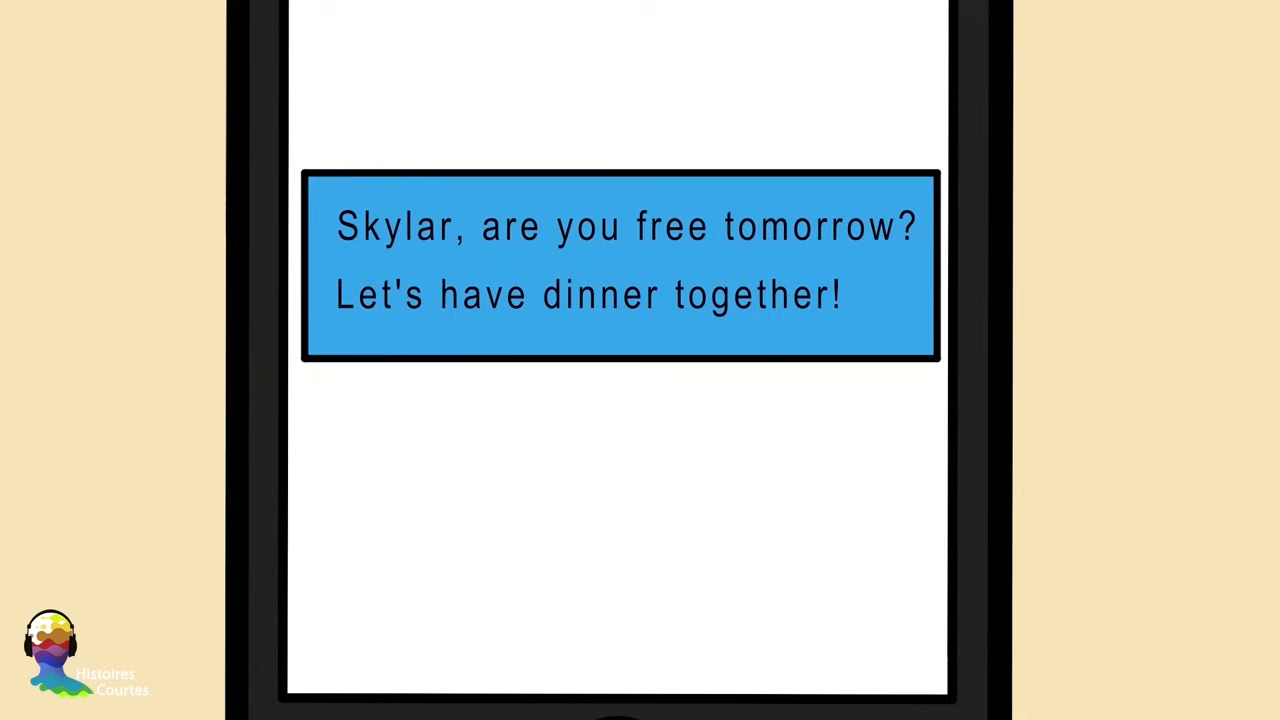 Skylar, are you free tomorrow?
Let's have dinner together!
Histoires
Courtes